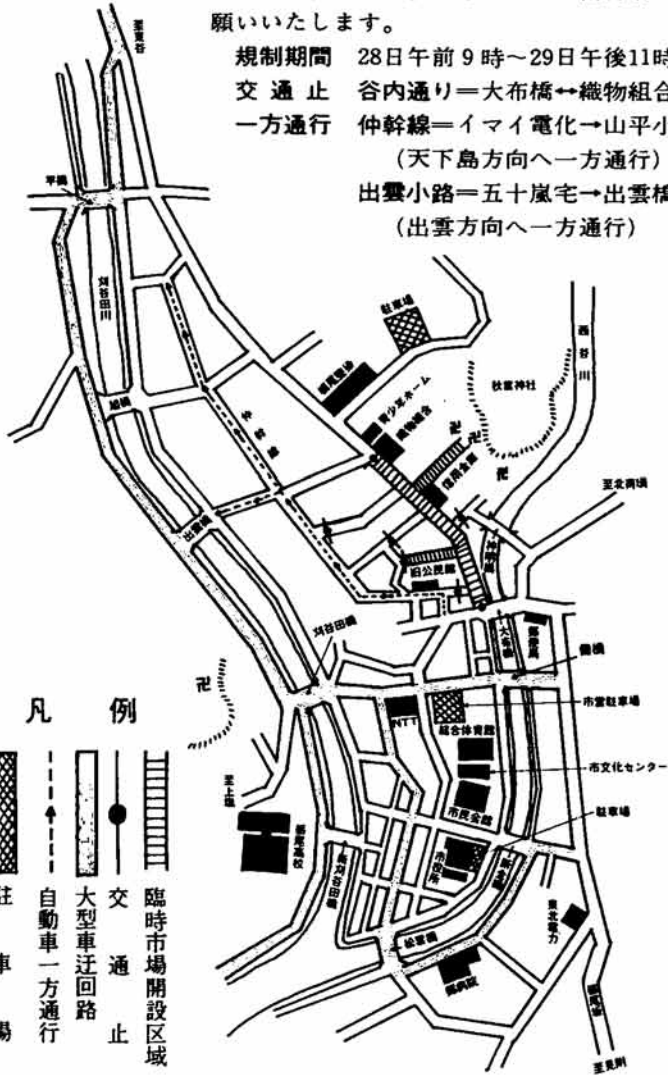 願いいたします。
規制期間 28日午前9時~29日午後11時
交通止 谷内通り=大布橋↔織物組合
一方通行 仲幹線=イマイ電化→山平小
(天下島方向へ一方通行)
出雲小路=五十嵐宅→出雲橋
(出雲方向へ一方通行)
至見谷
平橋
刈谷田川
駐車場
西谷川
秋葉神社
青少年ホーム
織物組合
信用金庫
仲幹線
至北荷頃
出雲橋
旧公民館
大布橋
郵便局
刈谷田橋
市営駐車場
NTT
総合体育館
市文化センター
市民会館
駐車場
至上塩
栃尾高校
市役所
東北電力
凡例
臨時市場開設区域
交通止
大型車迂回路
自動車一方通行
駐車場